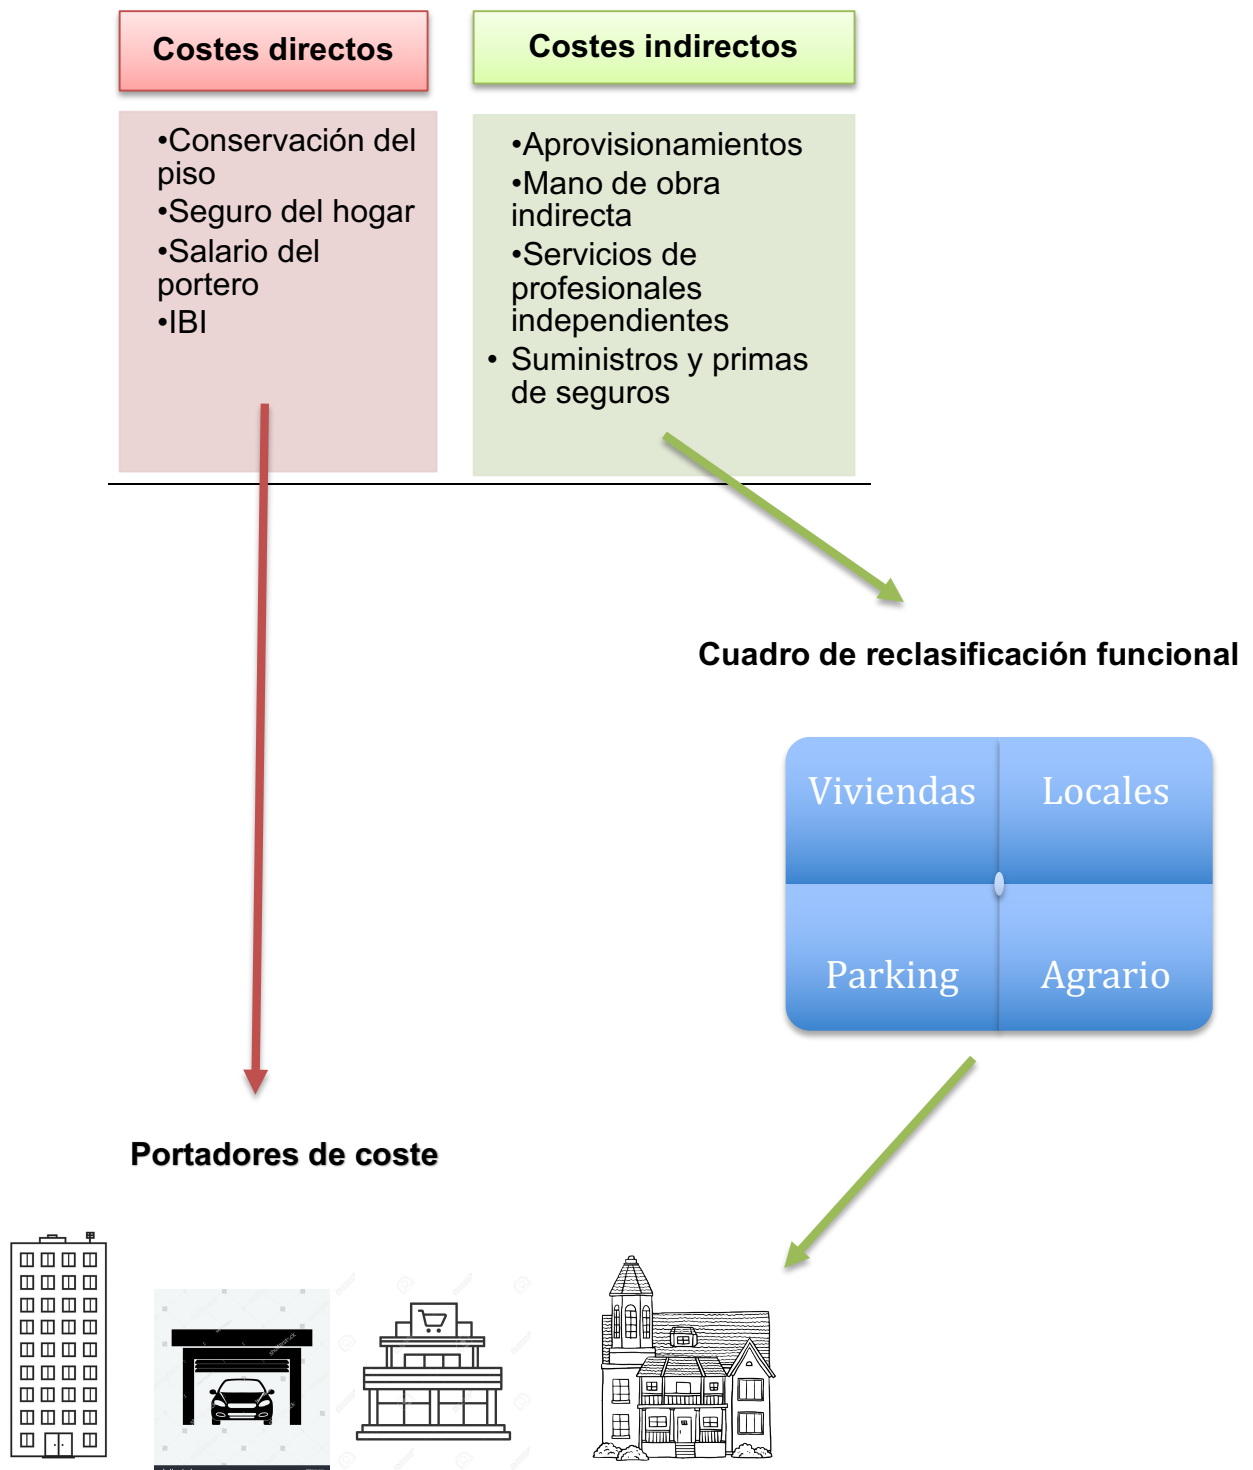 Costes directos
Costes indirectos
•Conservación del
piso
•Seguro del hogar
•Salario del
portero
•IBI
•Aprovisionamientos
•Mano de obra
indirecta
•Servicios de
profesionales
independientes
• Suministros y primas
de seguros
Cuadro de reclasificación funcional
Viviendas
Locales
Parking
Agrario
Portadores de coste